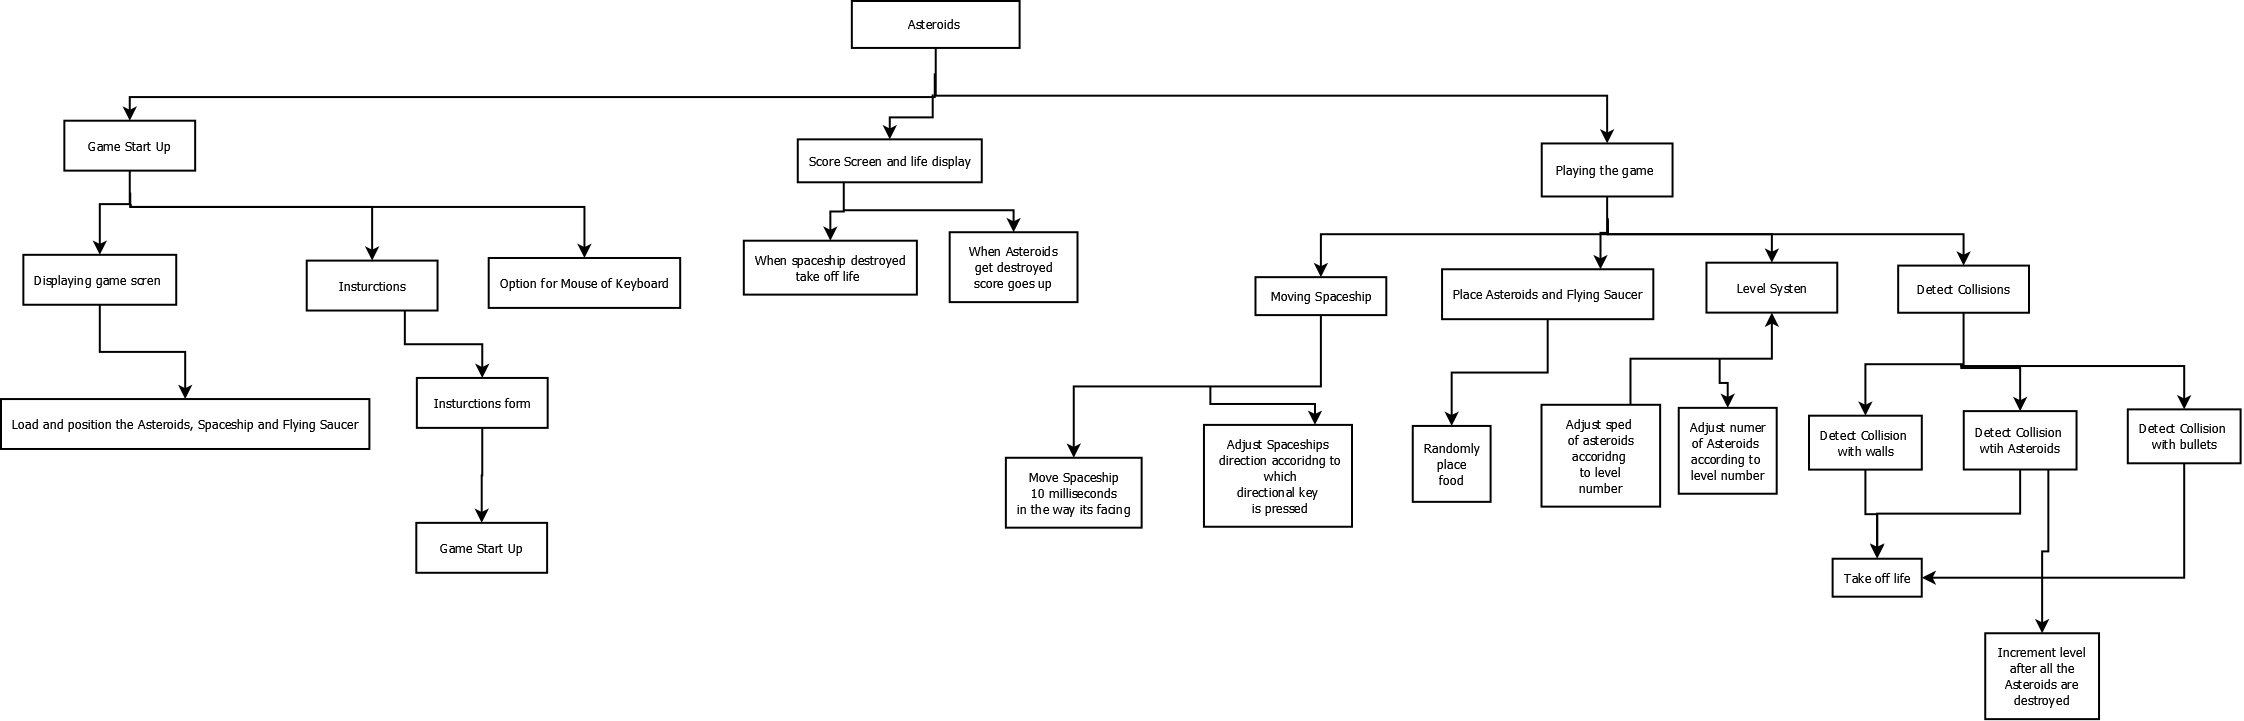 Asteroids
Game Start Up
Score Screen and life display
Playing the game
Displaying game scren
Insturctions
Option for Mouse of Keyboard
When spaceship destroyed
take off life
When Asteroids
get destroyed
score goes up
Moving Spaceship
Place Asteroids and Flying Saucer
Level Systen
Detect Collisions
Load and position the Asteroids, Spaceship and Flying Saucer
Insturctions form
Game Start Up
Move Spaceship
10 milliseconds
in the way its facing
Adjust Spaceships
direction accoridng to
which
directional key
is pressed
Randomly
place
food
Adjust sped
of asteroids
accoridng
to level
number
Adjust numer
of Asteroids
according to
level number
Detect Collision
with walls
Detect Collision
wtih Asteroids
Detect Collision
with bullets
Take off life
Increment level
after all the
Asteroids are
destroyed